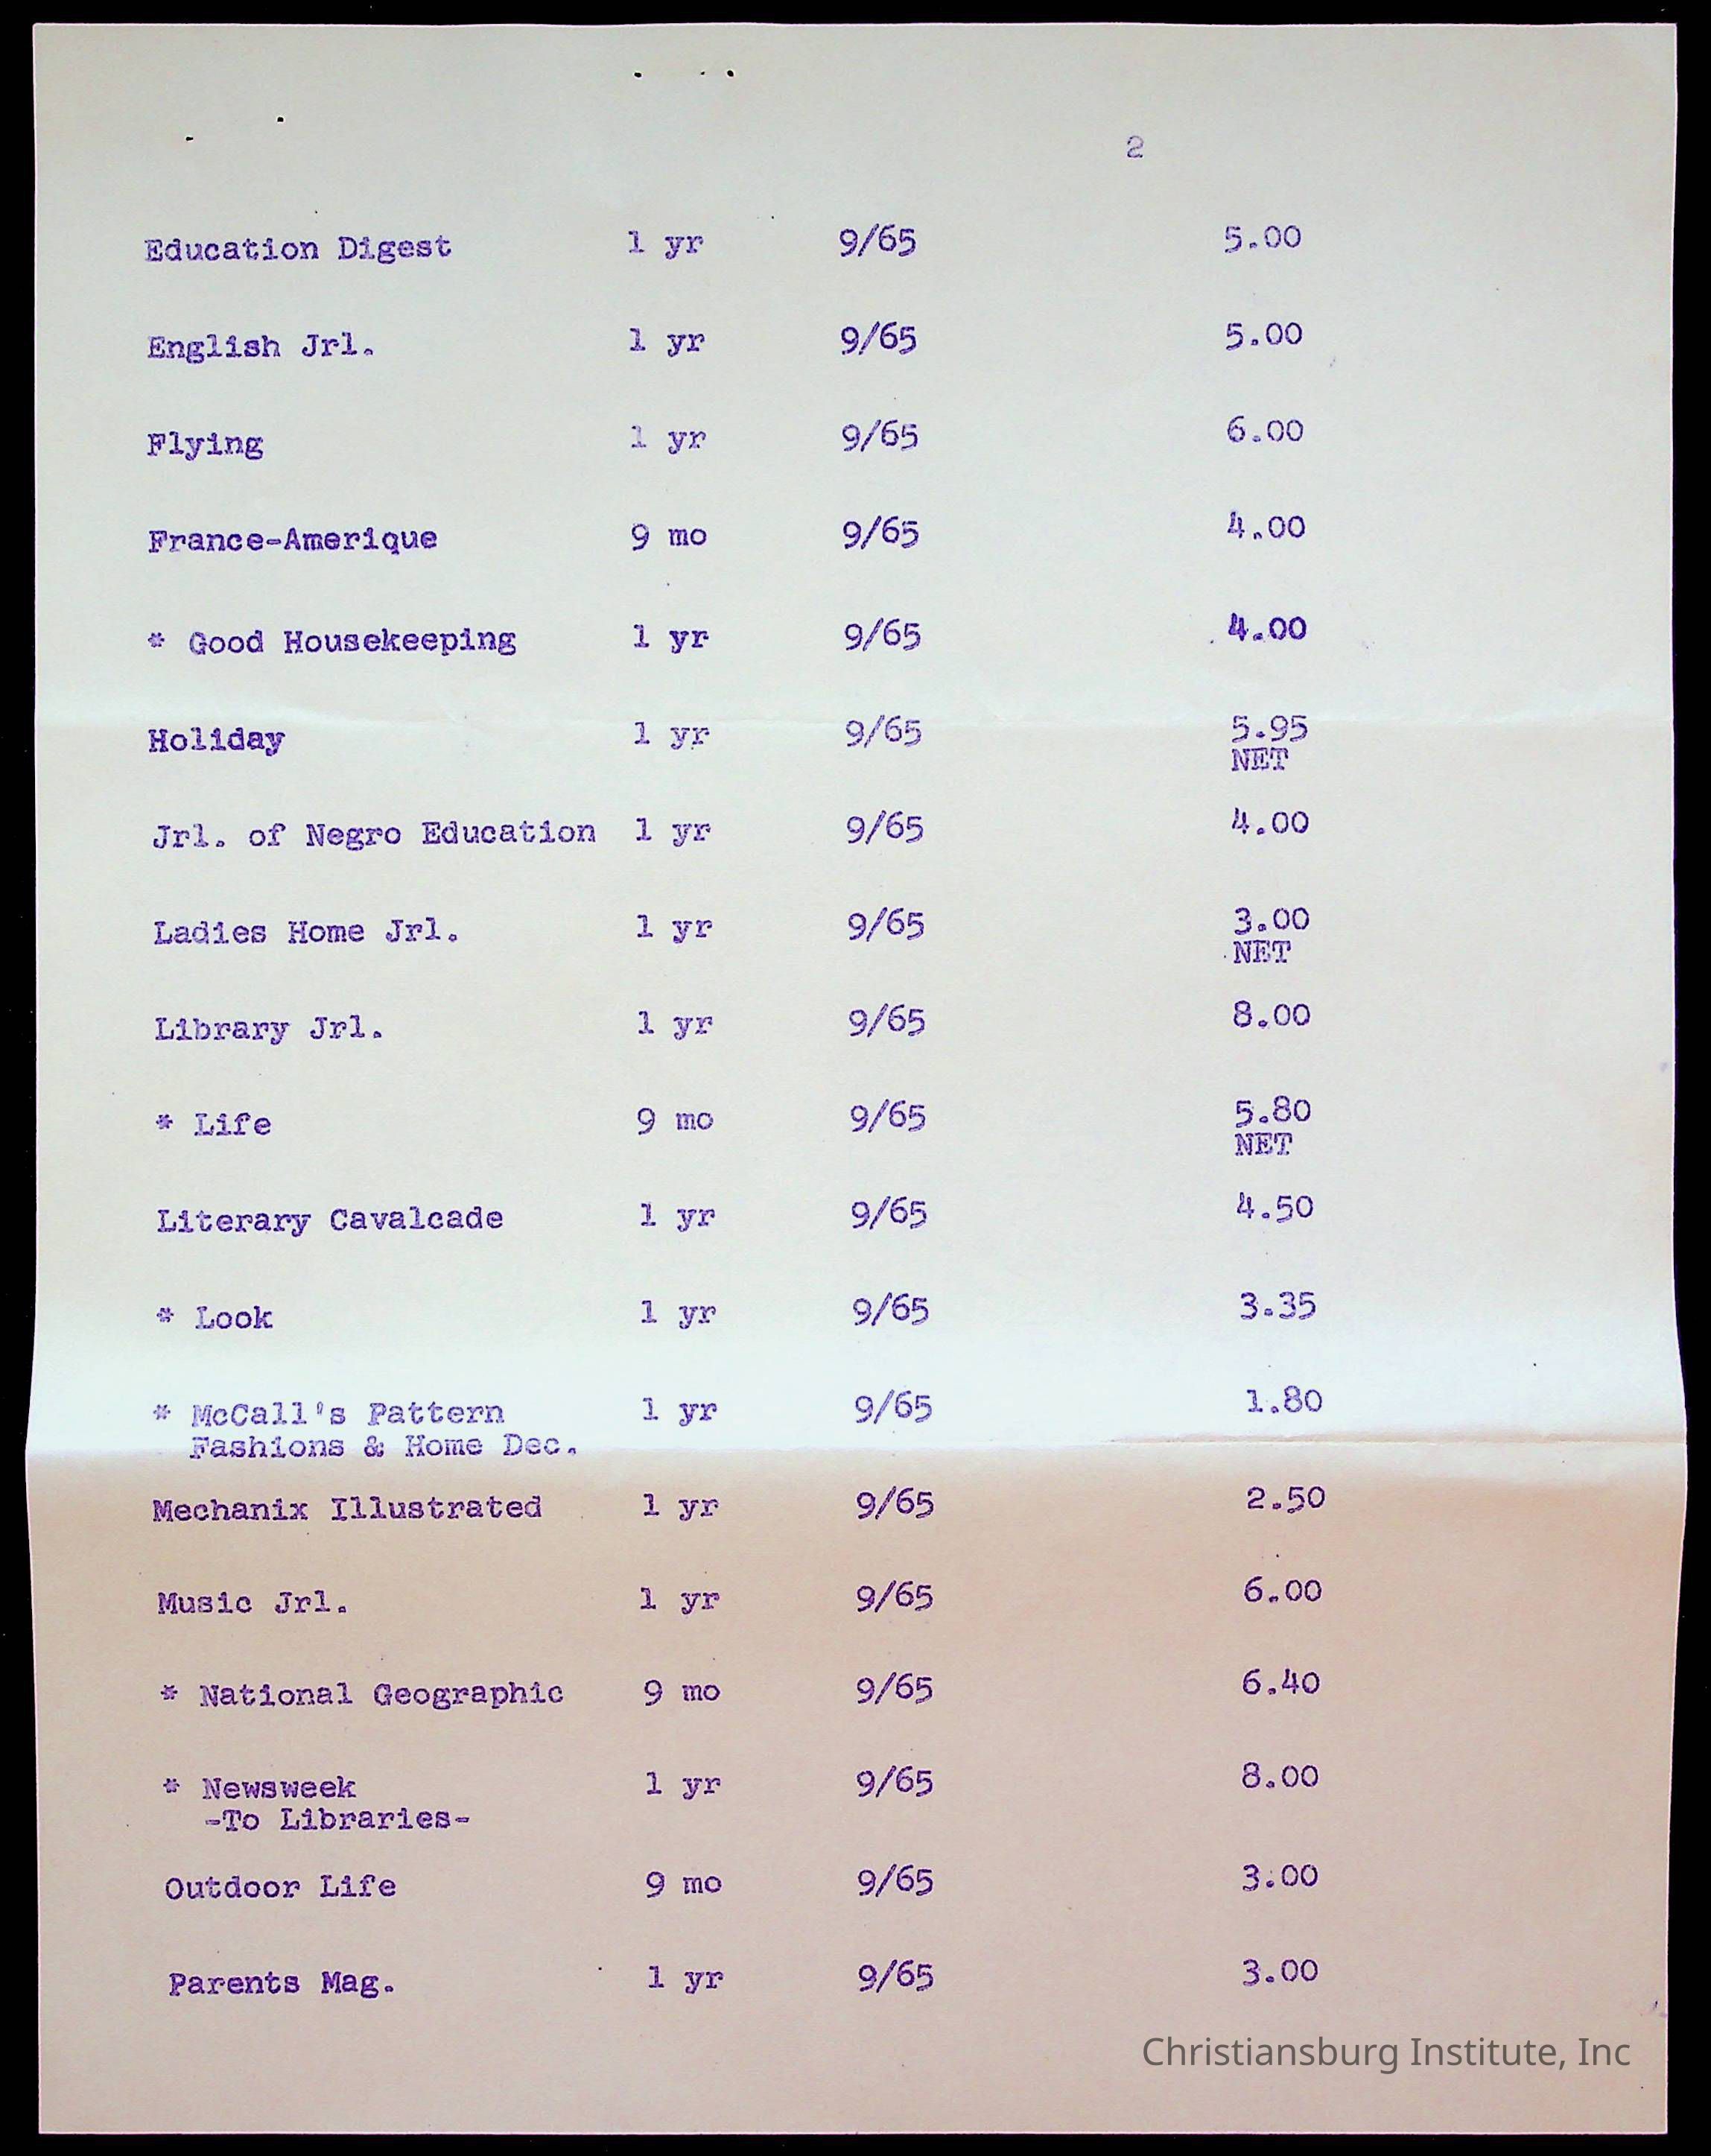 2
Education Digest 1 yr 9/65 5.00
English Jrl. 1 yr 9/65 5.00
Flying 1 yr 9/65 6.00
France-Amerique 9 mo 9/65 4.00
* Good Housekeeping 1 yr 9/65 4.00
Holiday 1 yr 9/65 5.95
NET
Jrl. of Negro Education 1 yr 9/65 4.00
Ladies Home Jrl. 1 yr 9/65 3.00
NET
Library Jrl. 1 yr 9/65 8.00
* Life 9 mo 9/65 5.80
NET
Literary Cavalcade 1 yr 9/65 4.50
* Look 1 yr 9/65 3.35
* McCall's Pattern 1 yr 9/65 1.80
Fashions & Home Dec.
Mechanix Illustrated 1 yr 9/65 2.50
Music Jrl. 1 yr 9/65 6.00
* National Geographic 9 mo 9/65 6.40
* Newsweek 1 yr 9/65 8.00
-To Libraries-
Outdoor Life 9 mo 9/65 3.00
Parents Mag. 1 yr 9/65 3.00
Christiansburg Institute, Inc